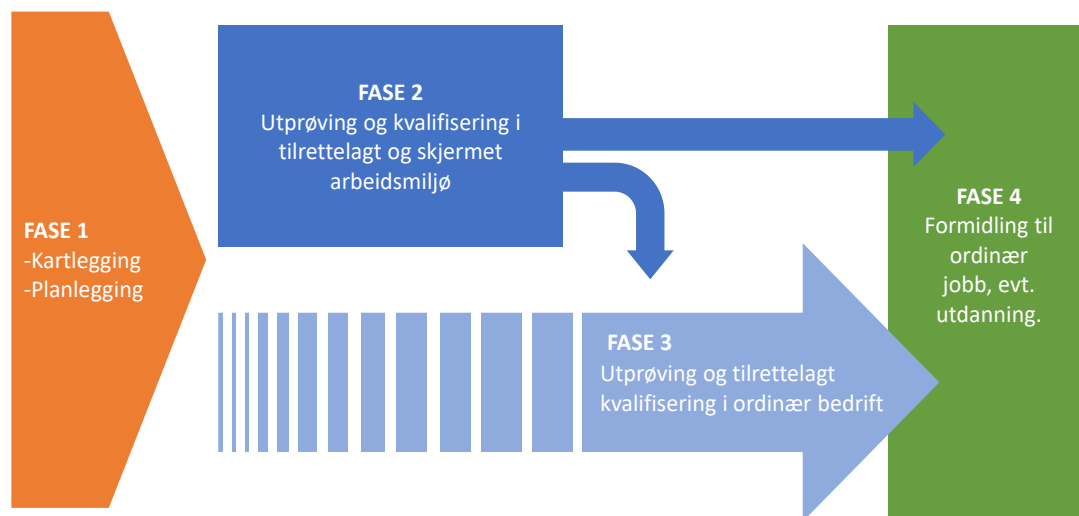 FASE 1
-Kartlegging
-Planlegging
FASE 2
Utprøving og kvalifisering i
tilrettelagt og skjermet
arbeidsmiljø
FASE 3
Utprøving og tilrettelagt
kvalifisering i ordinær bedrift
FASE 4
Formidling til
ordinær
jobb, evt.
utdanning.